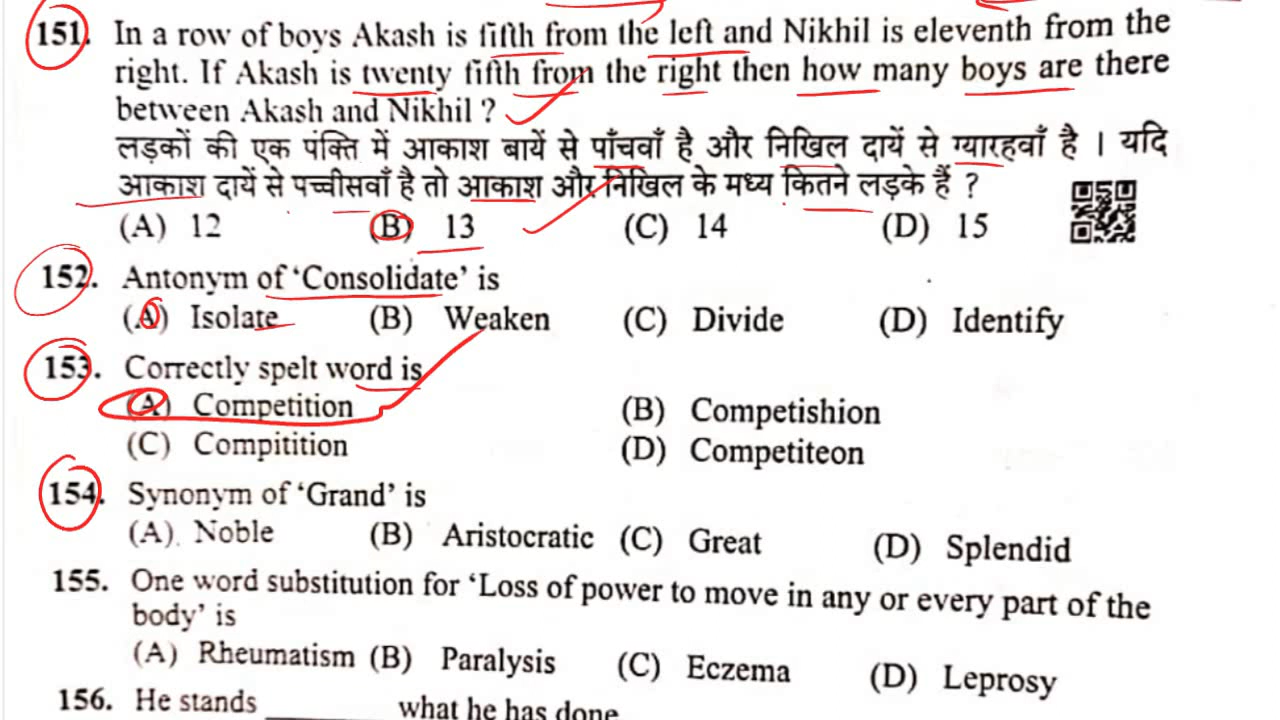 151. In a row of boys Akash is fifth from the left and Nikhil is eleventh from the
right. If Akash is twenty fifth from the right then how many boys are there
between Akash and Nikhil ?
लड़कों की एक पंक्ति में आकाश बायें से पाँचवाँ है और निखिल दायें से ग्यारहवाँ है । यदि
आकाश दायें से पच्चीसवाँ है तो आकाश और निखिल के मध्य कितने लड़के हैं ?
(A) 12 (B) 13 (C) 14 (D) 15
152. Antonym of ‘Consolidate’ is
(A) Isolate (B) Weaken (C) Divide (D) Identify
153. Correctly spelt word is
(A) Competition (B) Competishion
(C) Compitition (D) Competiteon
154. Synonym of ‘Grand’ is
(A) Noble (B) Aristocratic (C) Great (D) Splendid
155. One word substitution for ‘Loss of power to move in any or every part of the
body’ is
(A) Rheumatism (B) Paralysis (C) Eczema (D) Leprosy
156. He stands ______ what he has done